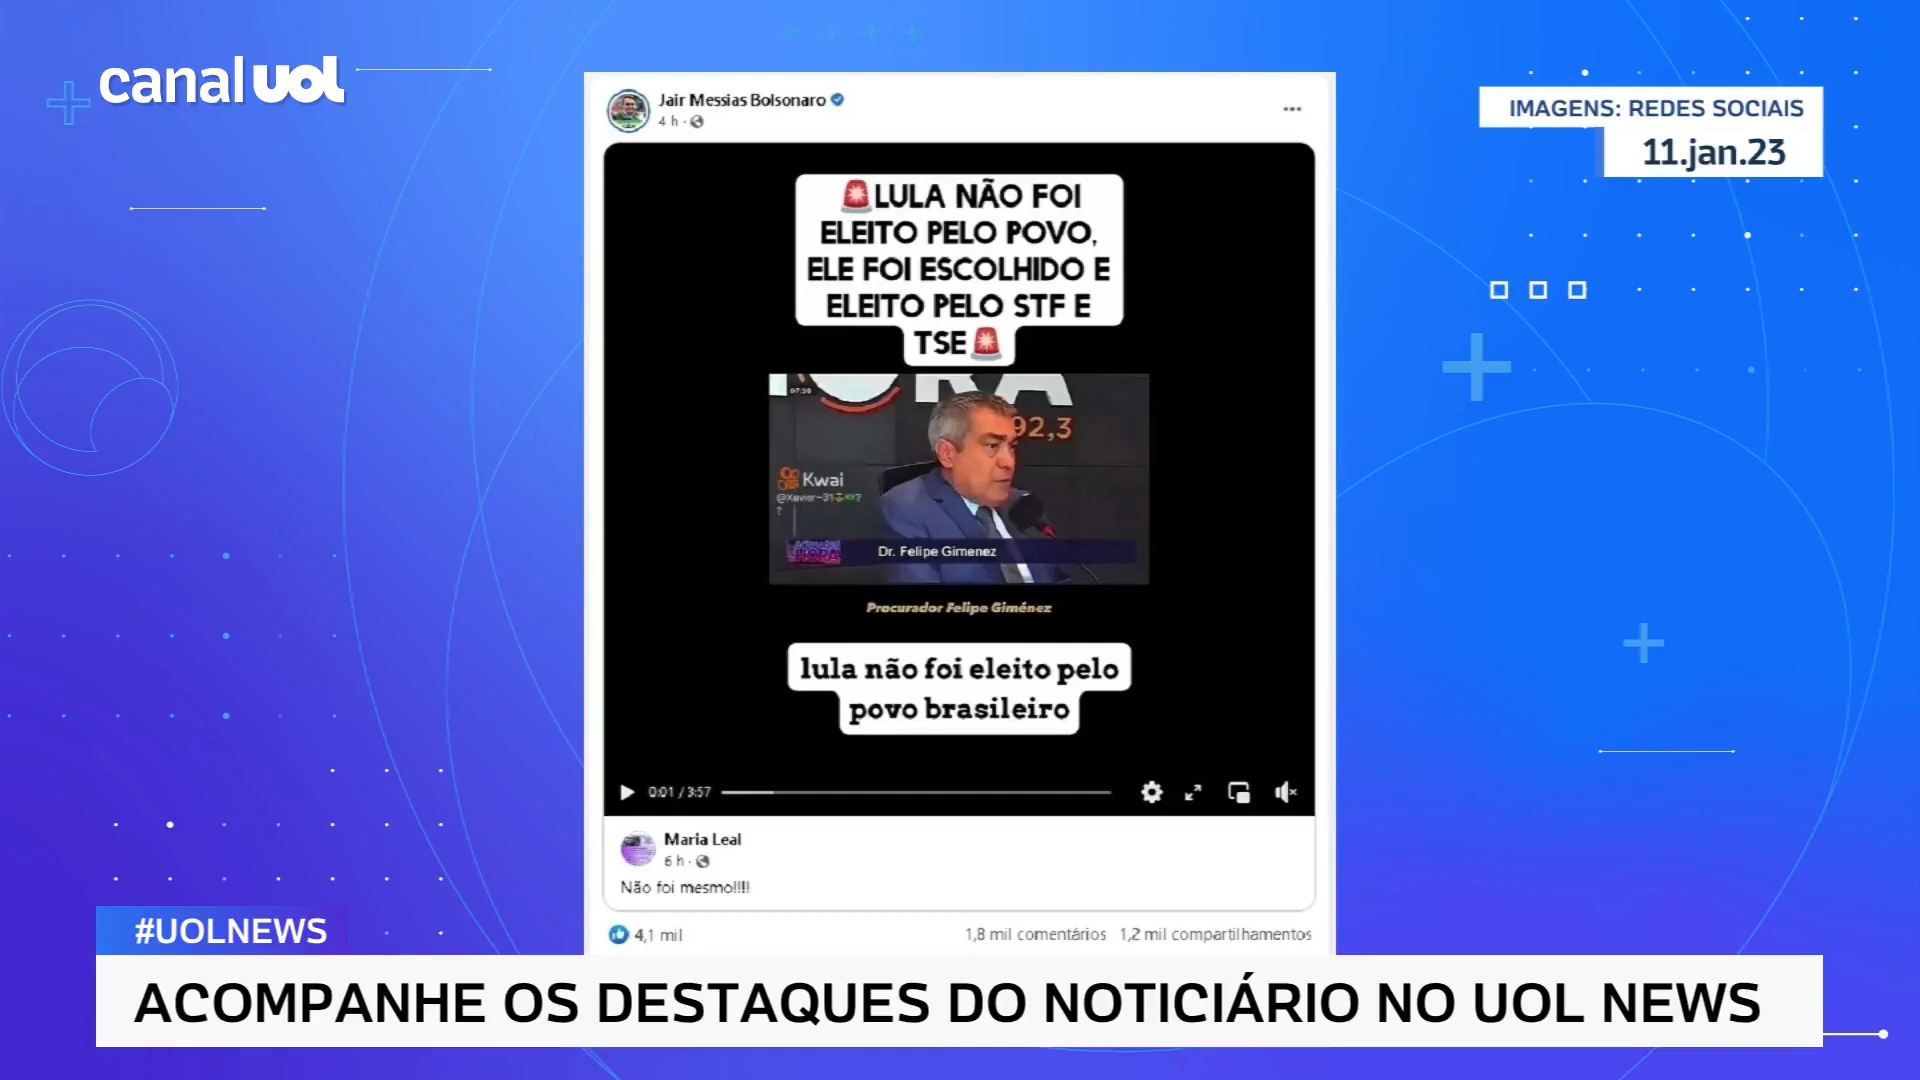 canal uol
IMAGENS: REDES SOCIAIS
11.jan.23
Jair Messias Bolsonaro
4 h
LULA NÃO FOI
ELEITO PELO POVO,
ELE FOI ESCOLHIDO E
ELEITO PELO STF E
TSE
92,3
Kwai
Dr. Felipe Gimenez
Procurador Felipe Giménez
lula não foi eleito pelo
povo brasileiro
0:01 / 3:57
Maria Leal
6 h
Não foi mesmo!!!!
4,1 mil
1,8 mil comentários 1,2 mil compartilhamentos
#UOLNEWS
ACOMPANHE OS DESTAQUES DO NOTICIÁRIO NO UOL NEWS